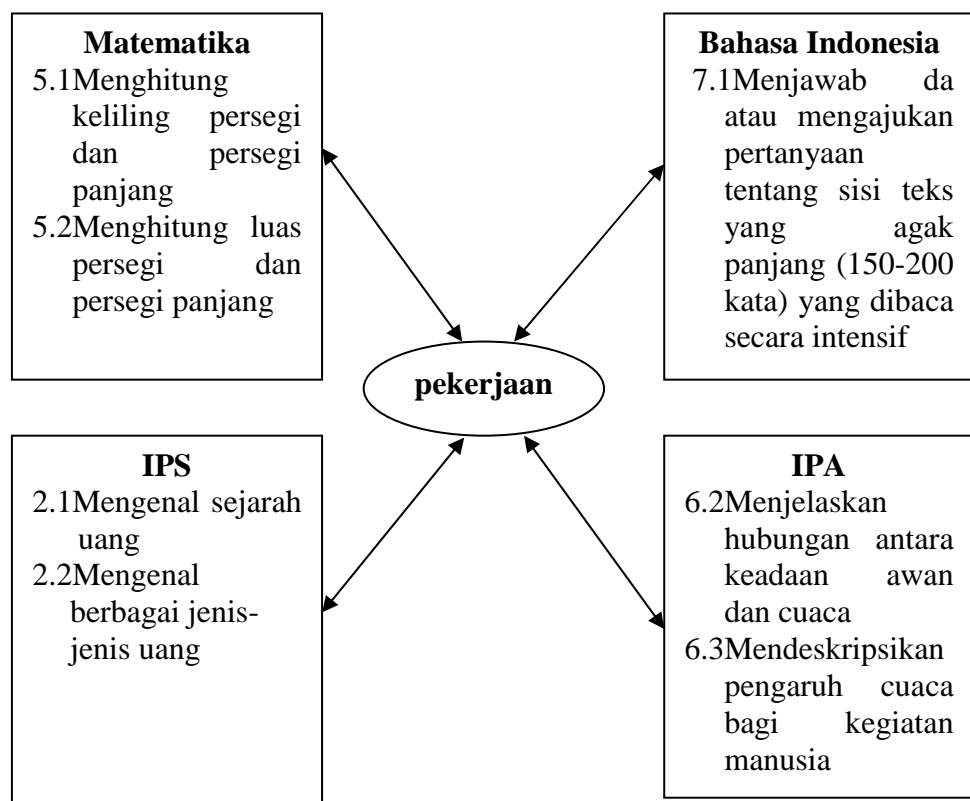 Matematika
5.1Menghitung
keliling persegi
dan persegi
panjang
5.2Menghitung luas
persegi dan
persegi panjang
Bahasa Indonesia
7.1Menjawab da
atau mengajukan
pertanyaan
tentang sisi teks
yang agak
panjang (150-200
kata) yang dibaca
secara intensif
pekerjaan
IPS
2.1Mengenal sejarah
uang
2.2Mengenal
berbagai jenis-
jenis uang
IPA
6.2Menjelaskan
hubungan antara
keadaan awan
dan cuaca
6.3Mendeskripsikan
pengaruh cuaca
bagi kegiatan
manusia